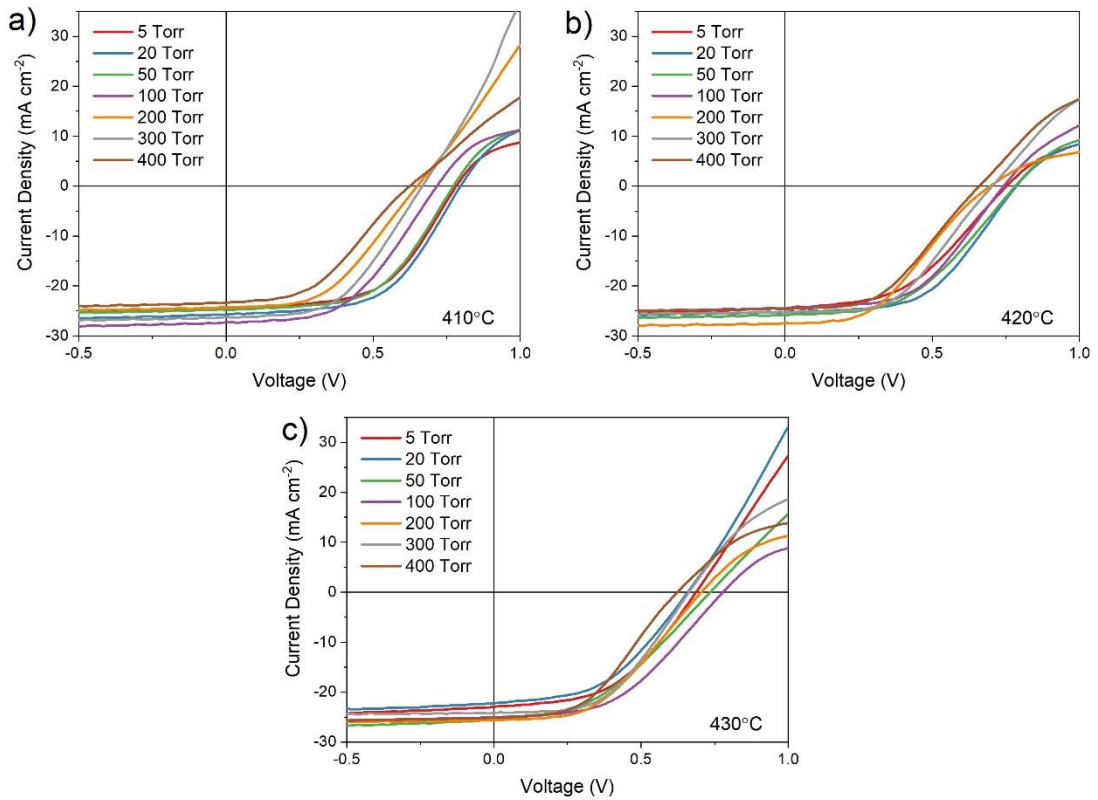 a)
5 Torr
20 Torr
50 Torr
100 Torr
200 Torr
300 Torr
400 Torr
30
20
10
0
-10
-20
-30
-0.5
0.0
0.5
1.0
Current Density (mA cm-2)
Voltage (V)
410°C
b)
5 Torr
20 Torr
50 Torr
100 Torr
200 Torr
300 Torr
400 Torr
30
20
10
0
-10
-20
-30
-0.5
0.0
0.5
1.0
Current Density (mA cm-2)
Voltage (V)
420°C
c)
5 Torr
20 Torr
50 Torr
100 Torr
200 Torr
300 Torr
400 Torr
30
20
10
0
-10
-20
-30
-0.5
0.0
0.5
1.0
Current Density (mA cm-2)
Voltage (V)
430°C